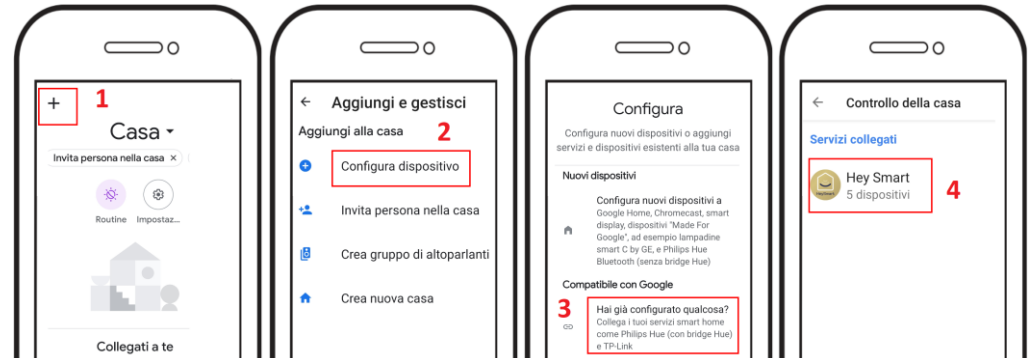 + 1
Casa
Invita persona nella casa ×
Routine Impostaz...
Collegati a te
← Aggiungi e gestisci
Aggiungi alla casa 2
Configura dispositivo
Invita persona nella casa
Crea gruppo di altoparlanti
Crea nuova casa
Configura
Configura nuovi dispositivi o aggiungi
servizi e dispositivi esistenti alla tua casa
Nuovi dispositivi
Configura nuovi dispositivi a
Google Home, Chromecast, smart
display, dispositivi "Made For
Google", ad esempio lampadine
smart C by GE, e Philips Hue
Bluetooth (senza bridge Hue)
Compatibile con Google
3 Hai già configurato qualcosa?
Collega i tuoi servizi smart home
come Philips Hue (con bridge Hue)
e TP-Link
← Controllo della casa
Servizi collegati
Hey Smart
5 dispositivi
4